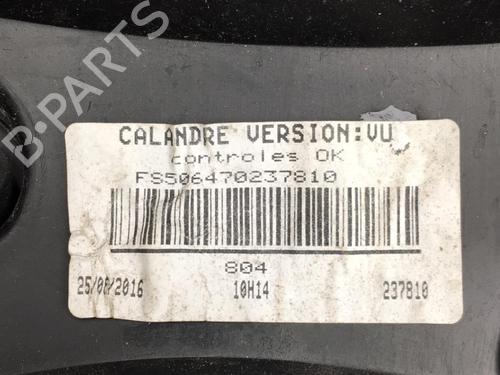 B-PARTS
CALANDRE VERSION:VU
controles OK
FS506470237810
804
25/08/2016 10H14 237810